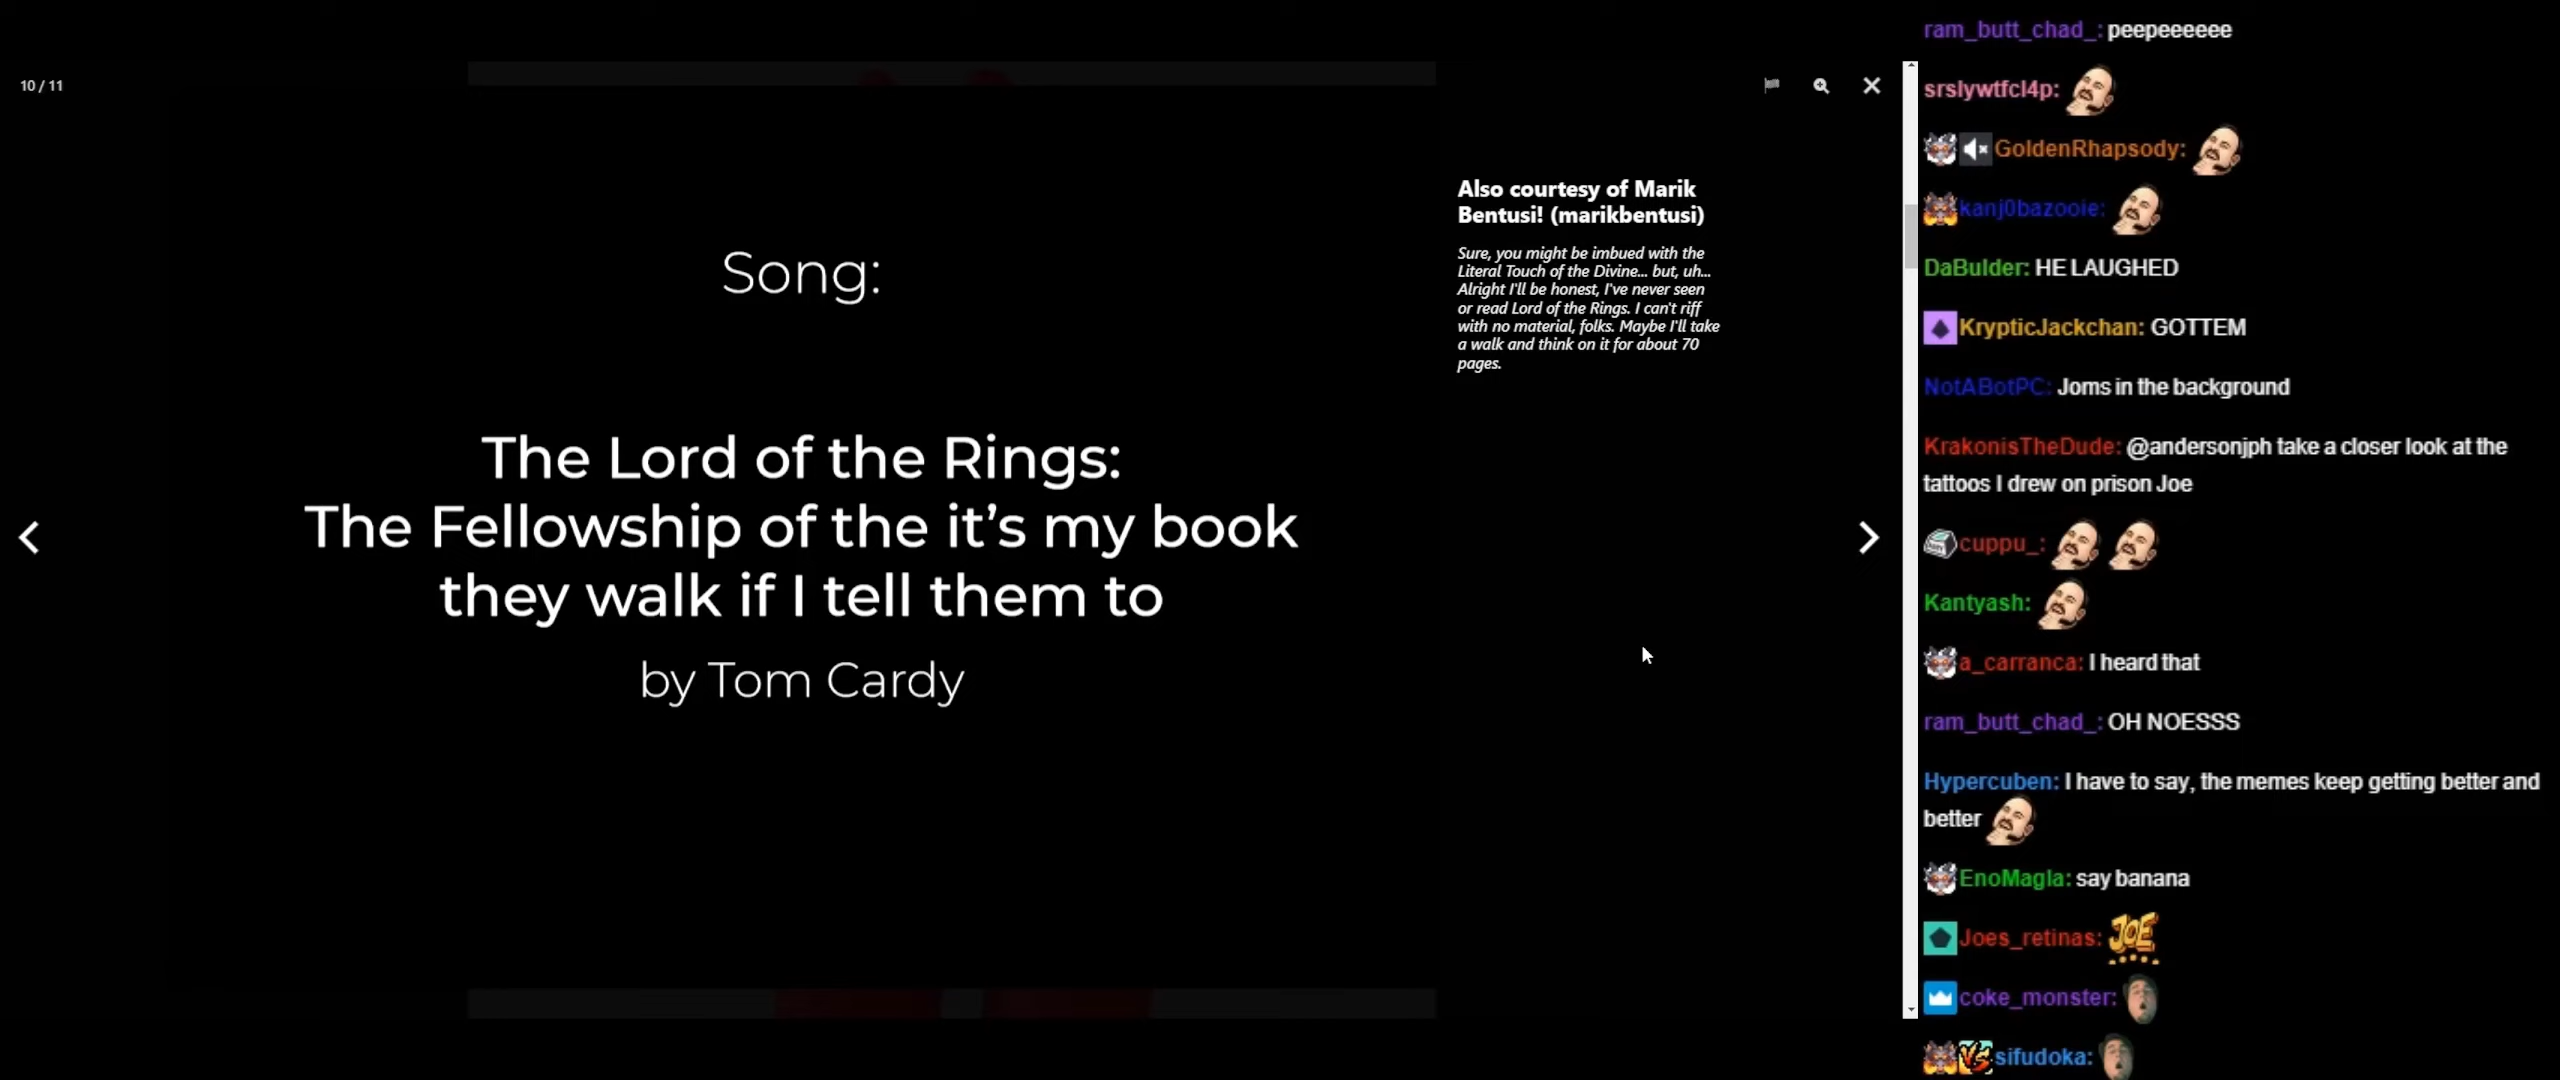 10 / 11
Song:
The Lord of the Rings:
The Fellowship of the it’s my book
they walk if I tell them to
by Tom Cardy
Also courtesy of Marik
Bentusi! (marikbentusi)
Sure, you might be imbued with the
Literal Touch of the Divine... but, uh...
Alright I'll be honest, I've never seen
or read Lord of the Rings. I can't riff
with no material, folks. Maybe I'll take
a walk and think on it for about 70
pages.
ram_butt_chad_: peepeeeeee
srslywtfcl4p:
GoldenRhapsody:
kanj0bazooie:
DaBulder: HE LAUGHED
KrypticJackchan: GOTTEM
NotABotPC: Joms in the background
KrakonisTheDude: @andersonjph take a closer look at the
tattoos I drew on prison Joe
cuppu_:
Kantyash:
a_carranca: I heard that
ram_butt_chad_: OH NOESSS
Hypercuben: I have to say, the memes keep getting better and
better
EnoMagla: say banana
Joes_retinas: JOE
coke_monster:
VS sifudoka: